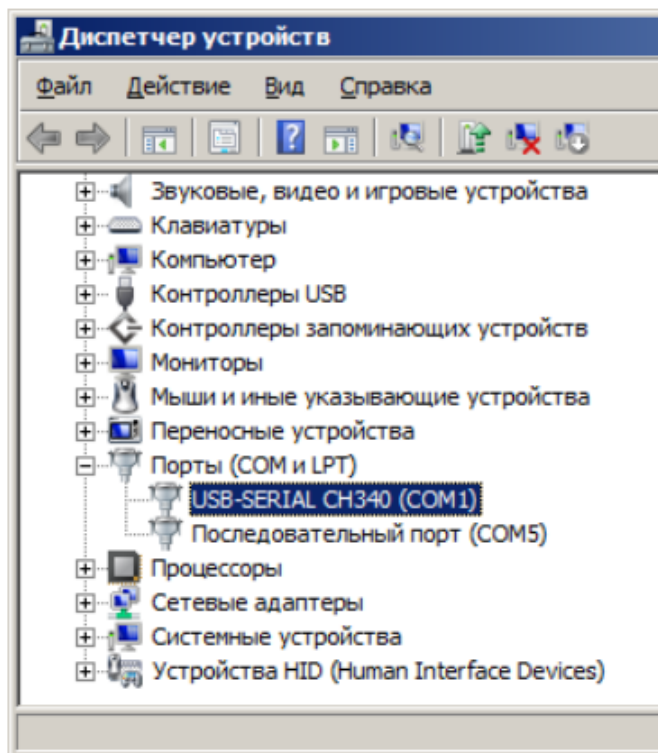 Диспетчер устройств
Файл Действие Вид Справка
Звуковые, видео и игровые устройства
Клавиатуры
Компьютер
Контроллеры USB
Контроллеры запоминающих устройств
Мониторы
Мыши и иные указывающие устройства
Переносные устройства
Порты (COM и LPT)
USB-SERIAL CH340 (COM1)
Последовательный порт (COM5)
Процессоры
Сетевые адаптеры
Системные устройства
Устройства HID (Human Interface Devices)